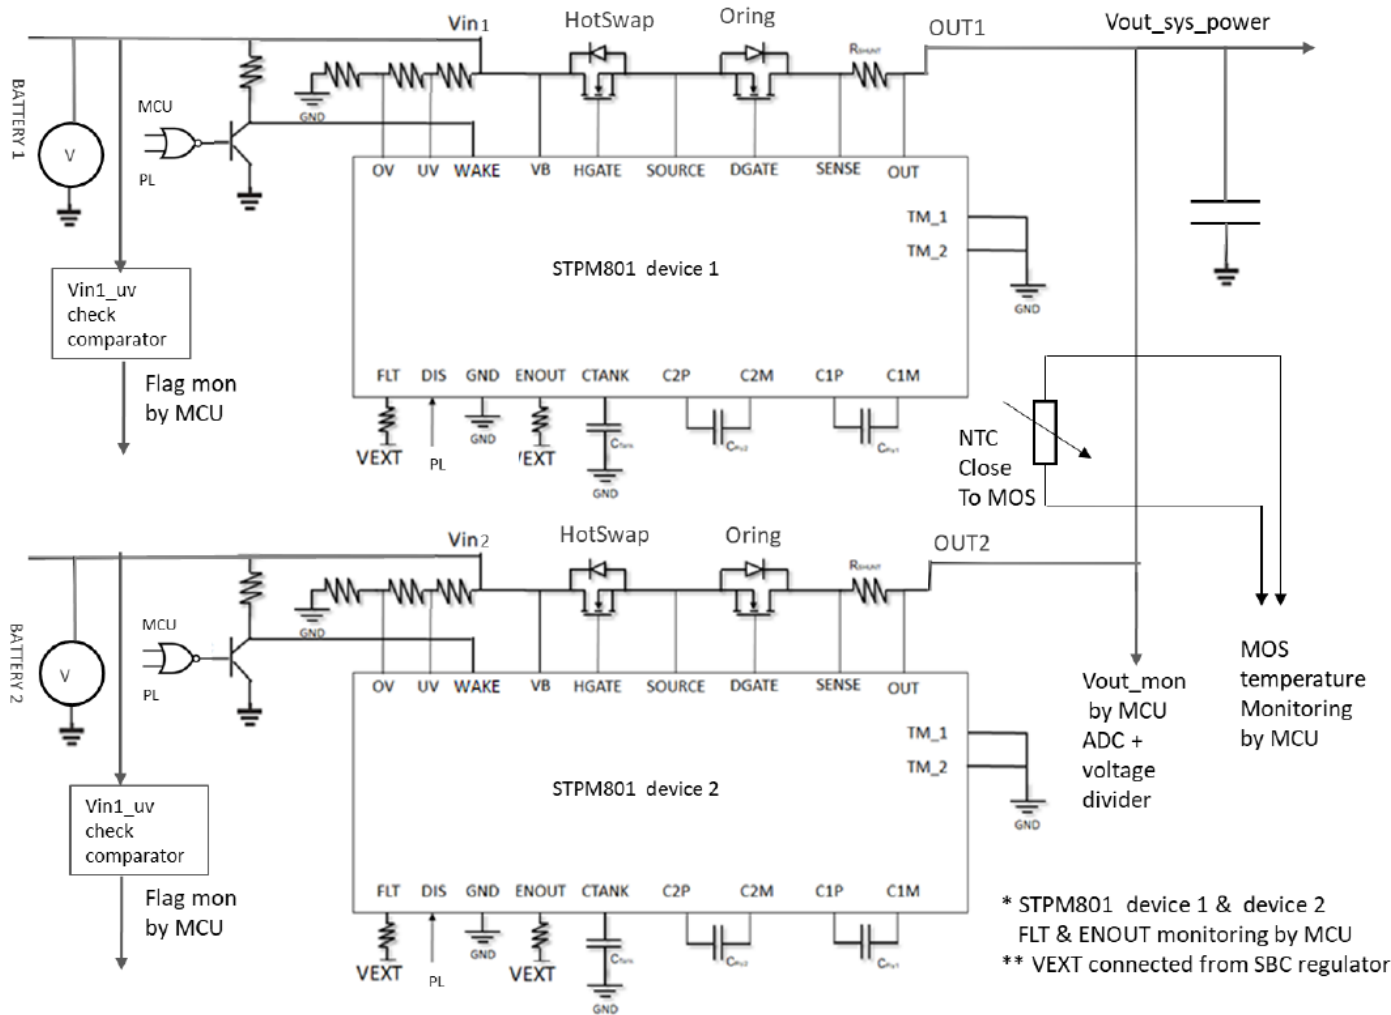 Vin1
HotSwap
Oring
OUT1
Vout_sys_power
RSHUNT
BATTERY 1
V
MCU
PL
GND
OV
UV
WAKE
VB
HGATE
SOURCE
DGATE
SENSE
OUT
TM_1
TM_2
GND
STPM801 device 1
Vin1_uv
check
comparator
Flag mon
by MCU
FLT
DIS
GND
ENOUT
CTANK
C2P
C2M
C1P
C1M
VEXT
PL
GND
VEXT
GND
NTC
Close
To MOS
Vin2
HotSwap
Oring
OUT2
RSHUNT
BATTERY 2
V
MCU
PL
GND
OV
UV
WAKE
VB
HGATE
SOURCE
DGATE
SENSE
OUT
TM_1
TM_2
GND
STPM801 device 2
Vin1_uv
check
comparator
Flag mon
by MCU
FLT
DIS
GND
ENOUT
CTANK
C2P
C2M
C1P
C1M
VEXT
PL
GND
VEXT
GND
Vout_mon
by MCU
ADC +
voltage
divider
MOS
temperature
Monitoring
by MCU
* STPM801 device 1 & device 2
FLT & ENOUT monitoring by MCU
** VEXT connected from SBC regulator